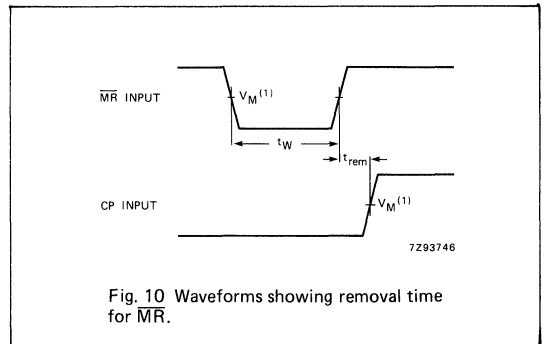 MR INPUT
VM(1)
tW
trem
CP INPUT
VM(1)
7Z93746
Fig. 10 Waveforms showing removal time
for MR.